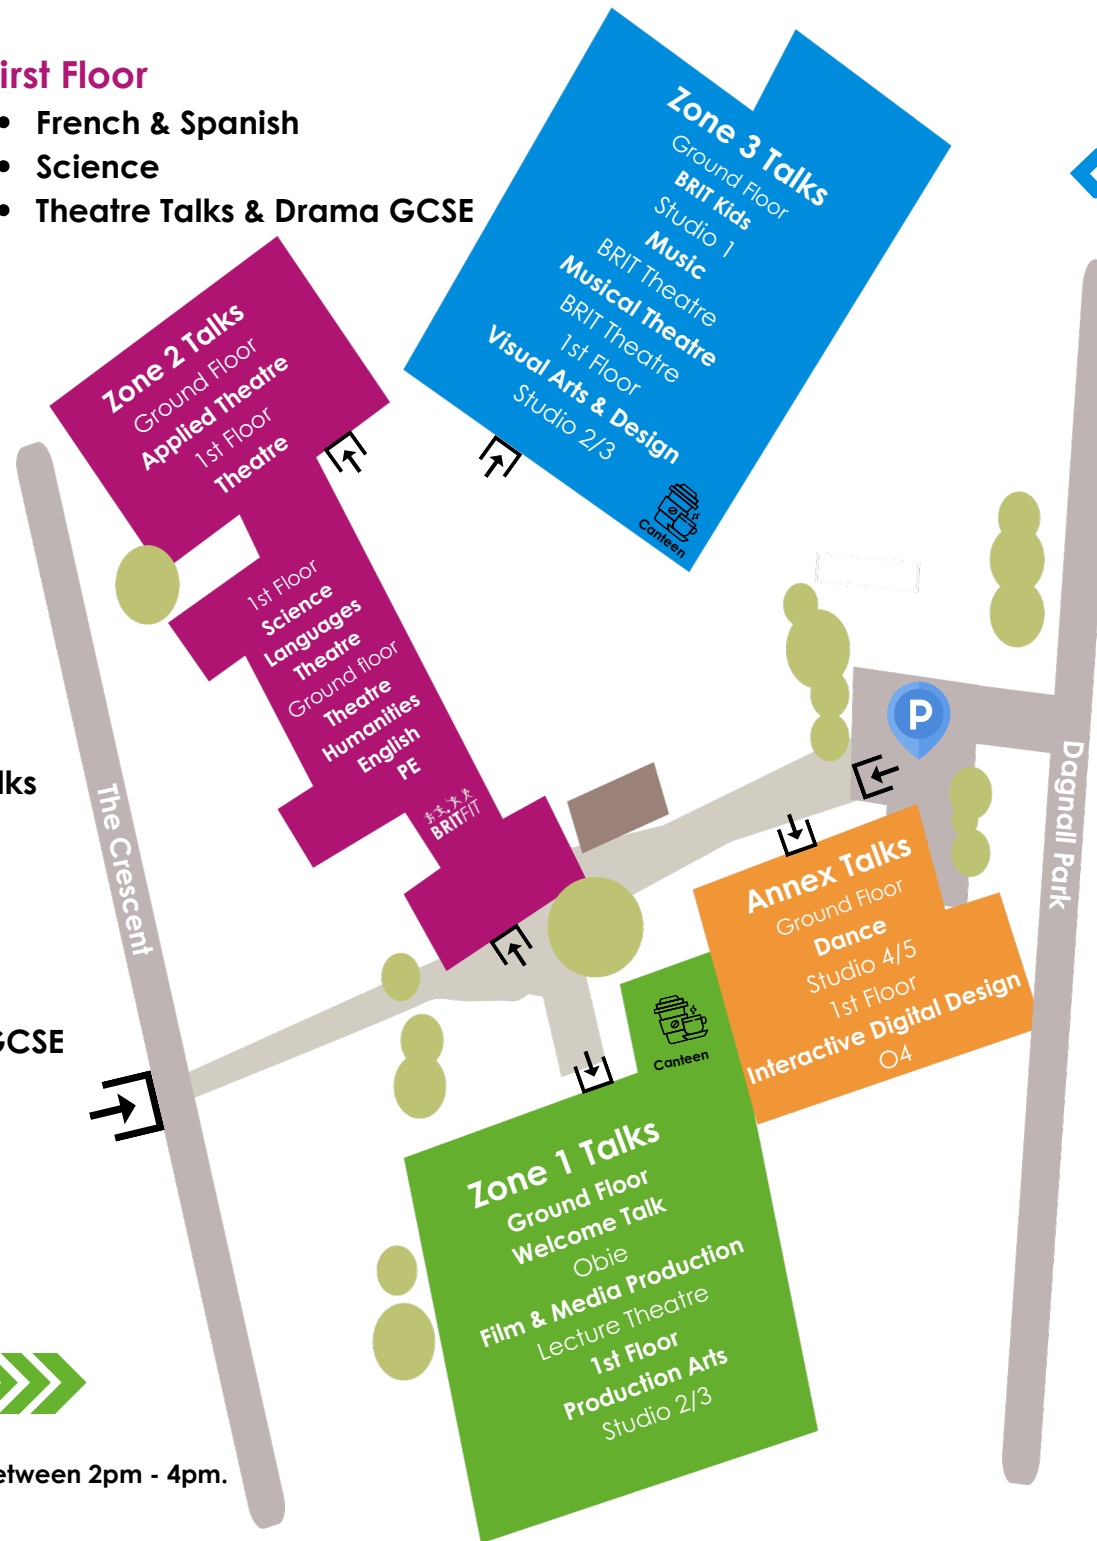 irst Floor
• French & Spanish
• Science
• Theatre Talks & Drama GCSE
Zone 3 Talks
Ground Floor
BRIT Kids
Studio 1
Music
BRIT Theatre
Musical Theatre
BRIT Theatre
1st Floor
Visual Arts & Design
Studio 2/3
Canteen
Zone 2 Talks
Ground Floor
Applied Theatre
1st Floor
Theatre
1st Floor
Science
Languages
Theatre
Ground floor
Theatre
Humanities
English
PE
BRITFIT
P
Dagnall Park
lks
The Crescent
Annex Talks
Ground Floor
Dance
Studio 4/5
1st Floor
Interactive Digital Design
O4
GCSE
Canteen
Zone 1 Talks
Ground Floor
Welcome Talk
Obie
Film & Media Production
Lecture Theatre
1st Floor
Production Arts
Studio 2/3
etween 2pm - 4pm.